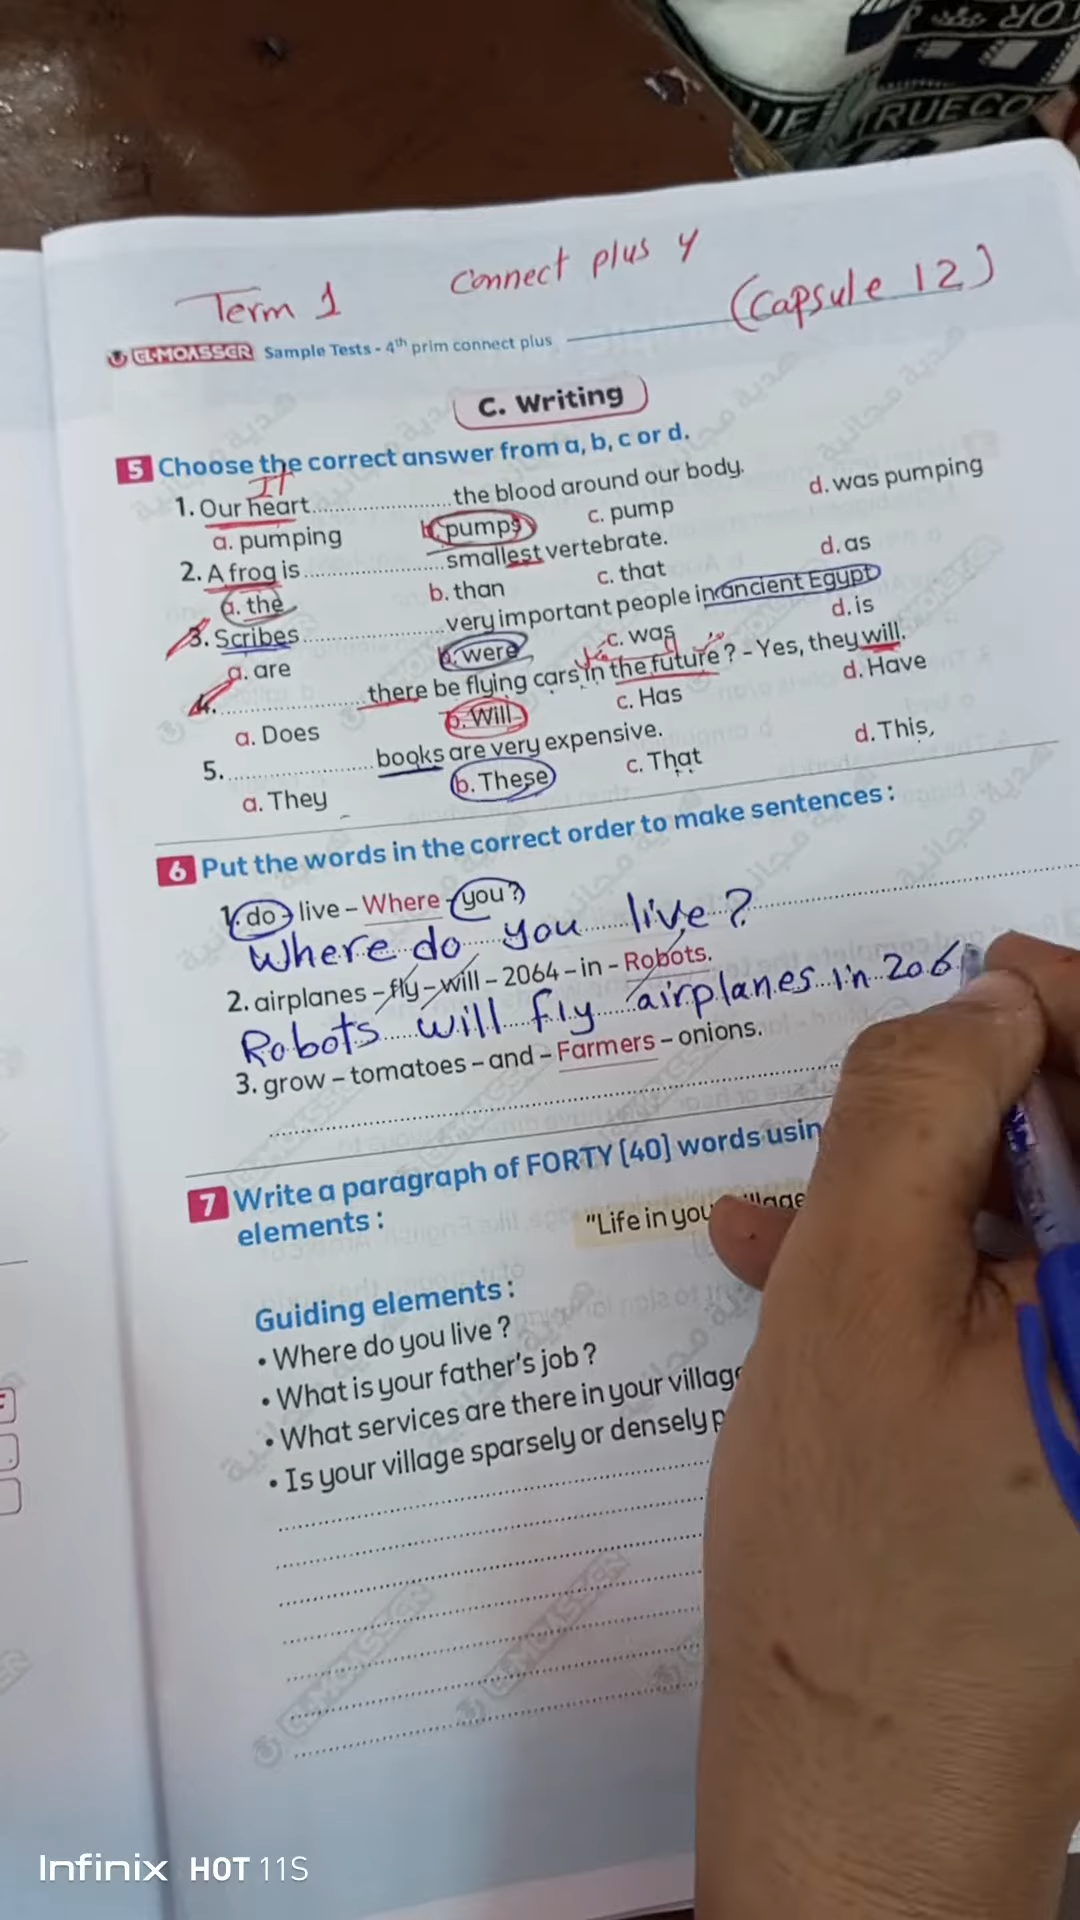 OR
TRUECO
Term 1
Connect plus 4
(Capsule 12)
EL-MOASSER Sample Tests - 4th prim connect plus
C. Writing
5 Choose the correct answer from a, b, c or d.
It
1. Our heart ........................ the blood around our body.
a. pumping b. pumps c. pump d. was pumping
2. A frog is ........................ smallest vertebrate.
a. the b. than c. that d. as
3. Scribes ........................ very important people in ancient Egypt
a. are b. were c. was d. is
4. ........................ there be flying cars in the future? - Yes, they will.
a. Does b. Will c. Has d. Have
5. ........................ books are very expensive.
a. They b. These c. That d. This
6 Put the words in the correct order to make sentences :
1. do - live - Where - you?
Where do you live?
2. airplanes - fly - will - 2064 - in - Robots.
Robots will fly airplanes in 206
3. grow - tomatoes - and - Farmers - onions.
7 Write a paragraph of FORTY [40] words
elements :
"Life in
Guiding elements :
• Where do you live ?
• What is your father's job ?
• What services are there in your
• Is your village sparsely or densely
Infinix HOT 11S